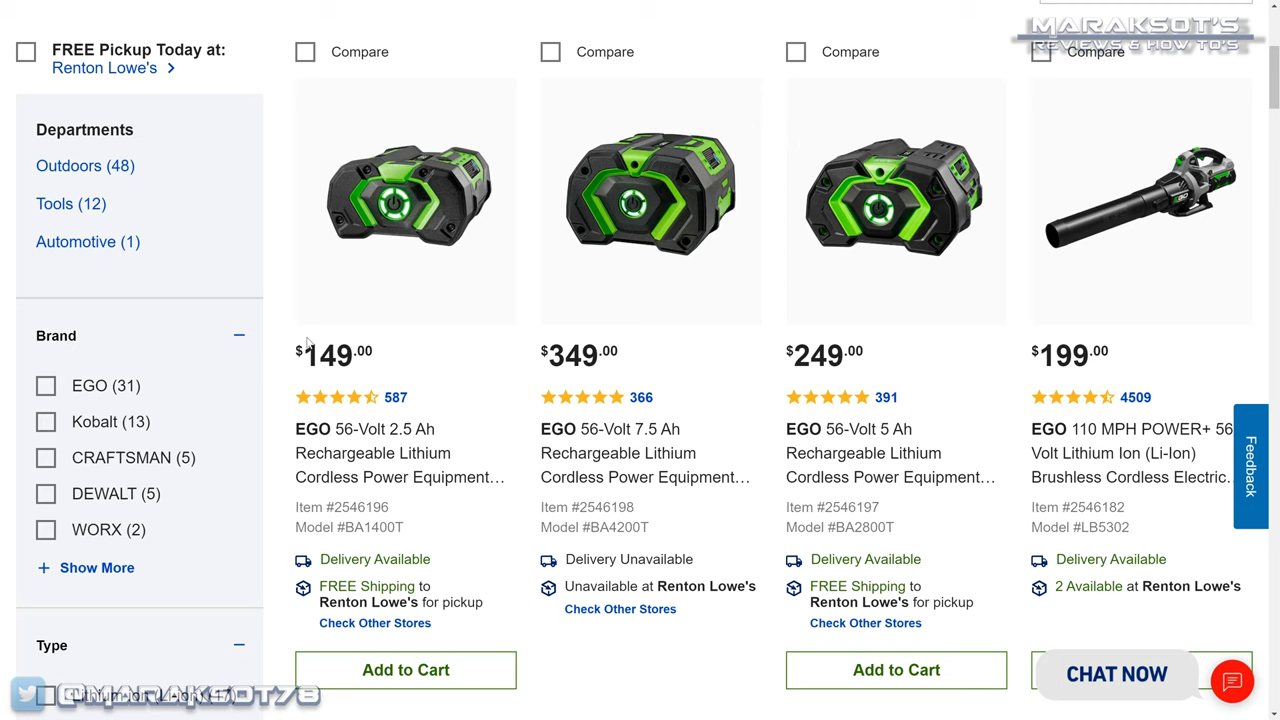 MARAKSOT'S
REVIEWS & HOW TO'S
FREE Pickup Today at:
Renton Lowe's
Departments
Outdoors (48)
Tools (12)
Automotive (1)
Brand
EGO (31)
Kobalt (13)
CRAFTSMAN (5)
DEWALT (5)
WORX (2)
+ Show More
Type
Lithium Ion (Li-Ion) (17)
@MARAKSOT78
Compare
$149.00
587
EGO 56-Volt 2.5 Ah
Rechargeable Lithium
Cordless Power Equipment…
Item #2546196
Model #BA1400T
Delivery Available
FREE Shipping to
Renton Lowe's for pickup
Check Other Stores
Add to Cart
Compare
$349.00
366
EGO 56-Volt 7.5 Ah
Rechargeable Lithium
Cordless Power Equipment…
Item #2546198
Model #BA4200T
Delivery Unavailable
Unavailable at Renton Lowe's
Check Other Stores
Compare
$249.00
391
EGO 56-Volt 5 Ah
Rechargeable Lithium
Cordless Power Equipment…
Item #2546197
Model #BA2800T
Delivery Available
FREE Shipping to
Renton Lowe's for pickup
Check Other Stores
Add to Cart
Compare
$199.00
4509
EGO 110 MPH POWER+ 56
Volt Lithium Ion (Li-Ion)
Brushless Cordless Electric…
Item #2546182
Model #LB5302
Delivery Available
2 Available at Renton Lowe's
Feedback
CHAT NOW